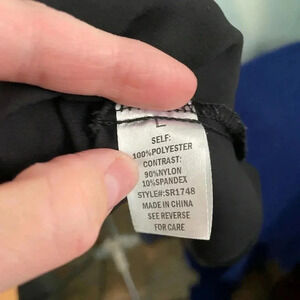 L
SELF:
100%POLYESTER
CONTRAST:
90%NYLON
10%SPANDEX
STYLE#:SR1748
MADE IN CHINA
SEE REVERSE
FOR CARE